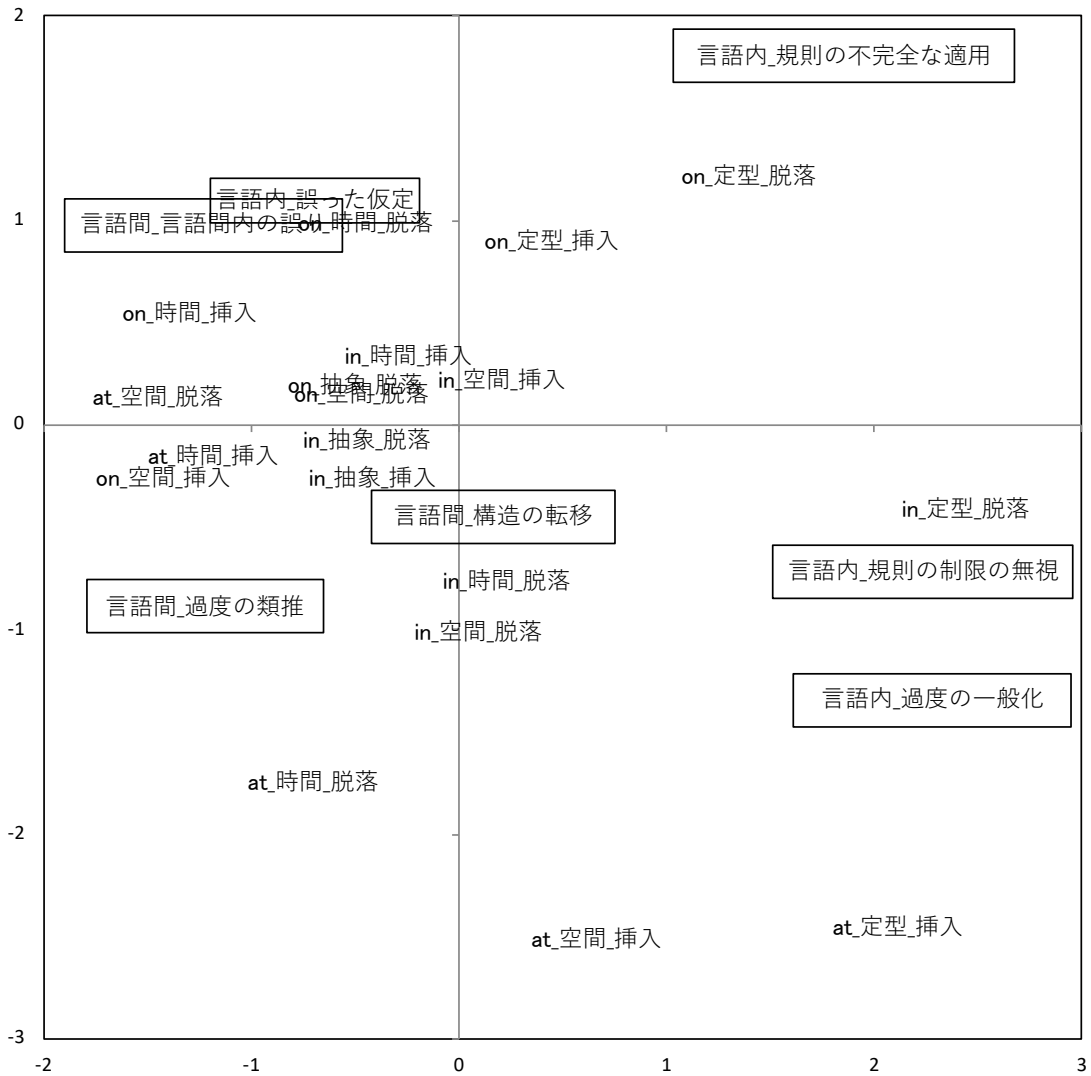 2
言語内_規則の不完全な適用
on_定型_脱落
言語内_誤った仮定
言語間_言語間内の誤り
on_時間_脱落
1
on_定型_挿入
on_時間_挿入
in_時間_挿入
in_空間_挿入
on_抽象_脱落
on_空間_脱落
at_空間_脱落
0
in_抽象_脱落
at_時間_挿入
on_空間_挿入
in_抽象_挿入
in_定型_脱落
言語間_構造の転移
言語内_規則の制限の無視
in_時間_脱落
言語間_過度の類推
-1
in_空間_脱落
言語内_過度の一般化
at_時間_脱落
-2
at_定型_挿入
at_空間_挿入
-3
-2 -1 0 1 2 3